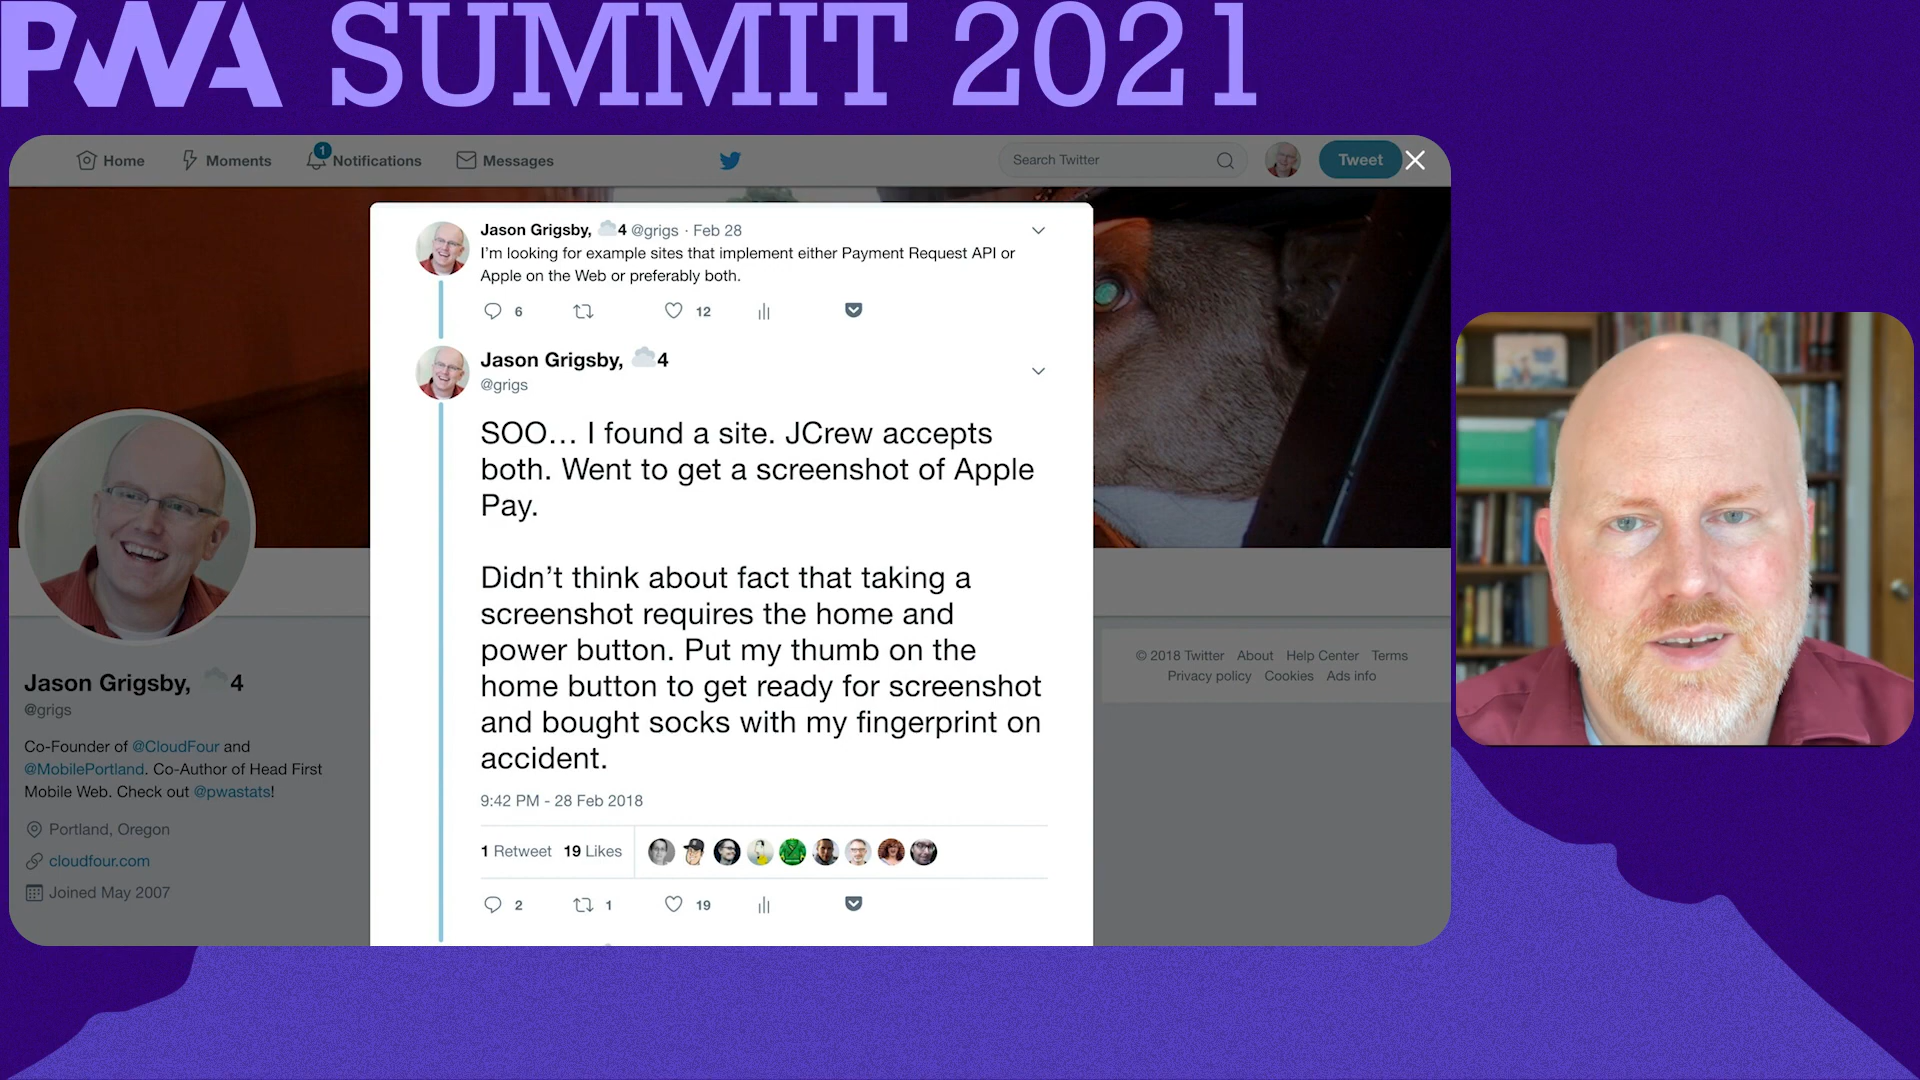 PWA SUMMIT 2021
Home
Moments
1
Notifications
Messages
Search Twitter
Tweet
Jason Grigsby, ☁️4 @grigs · Feb 28
I’m looking for example sites that implement either Payment Request API or
Apple on the Web or preferably both.
6
12
Jason Grigsby, ☁️4
@grigs
SOO… I found a site. JCrew accepts
both. Went to get a screenshot of Apple
Pay.
Didn’t think about fact that taking a
screenshot requires the home and
power button. Put my thumb on the
home button to get ready for screenshot
and bought socks with my fingerprint on
accident.
9:42 PM - 28 Feb 2018
1 Retweet 19 Likes
2
1
19
Jason Grigsby, ☁️4
@grigs
Co-Founder of @CloudFour and
@MobilePortland. Co-Author of Head First
Mobile Web. Check out @pwastats!
Portland, Oregon
cloudfour.com
Joined May 2007
© 2018 Twitter About Help Center Terms
Privacy policy Cookies Ads info